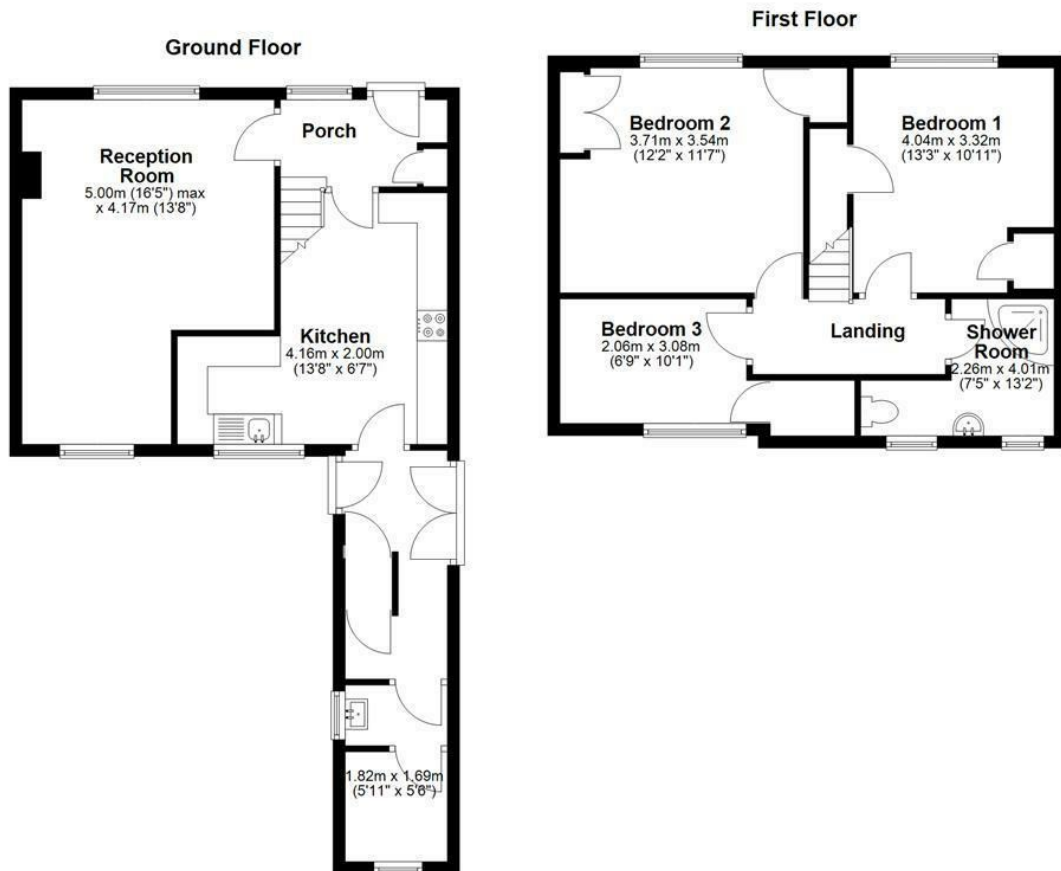 Ground Floor
Porch
Reception
Room
5.00m (16'5") max
x 4.17m (13'8")
Kitchen
4.16m x 2.00m
(13'8" x 6'7")
1.82m x 1.69m
(5'11" x 5'6")
First Floor
Bedroom 2
3.71m x 3.54m
(12'2" x 11'7")
Bedroom 1
4.04m x 3.32m
(13'3" x 10'11")
Bedroom 3
2.06m x 3.08m
(6'9" x 10'1")
Landing
Shower
Room
2.26m x 4.01m
(7'5" x 13'2")